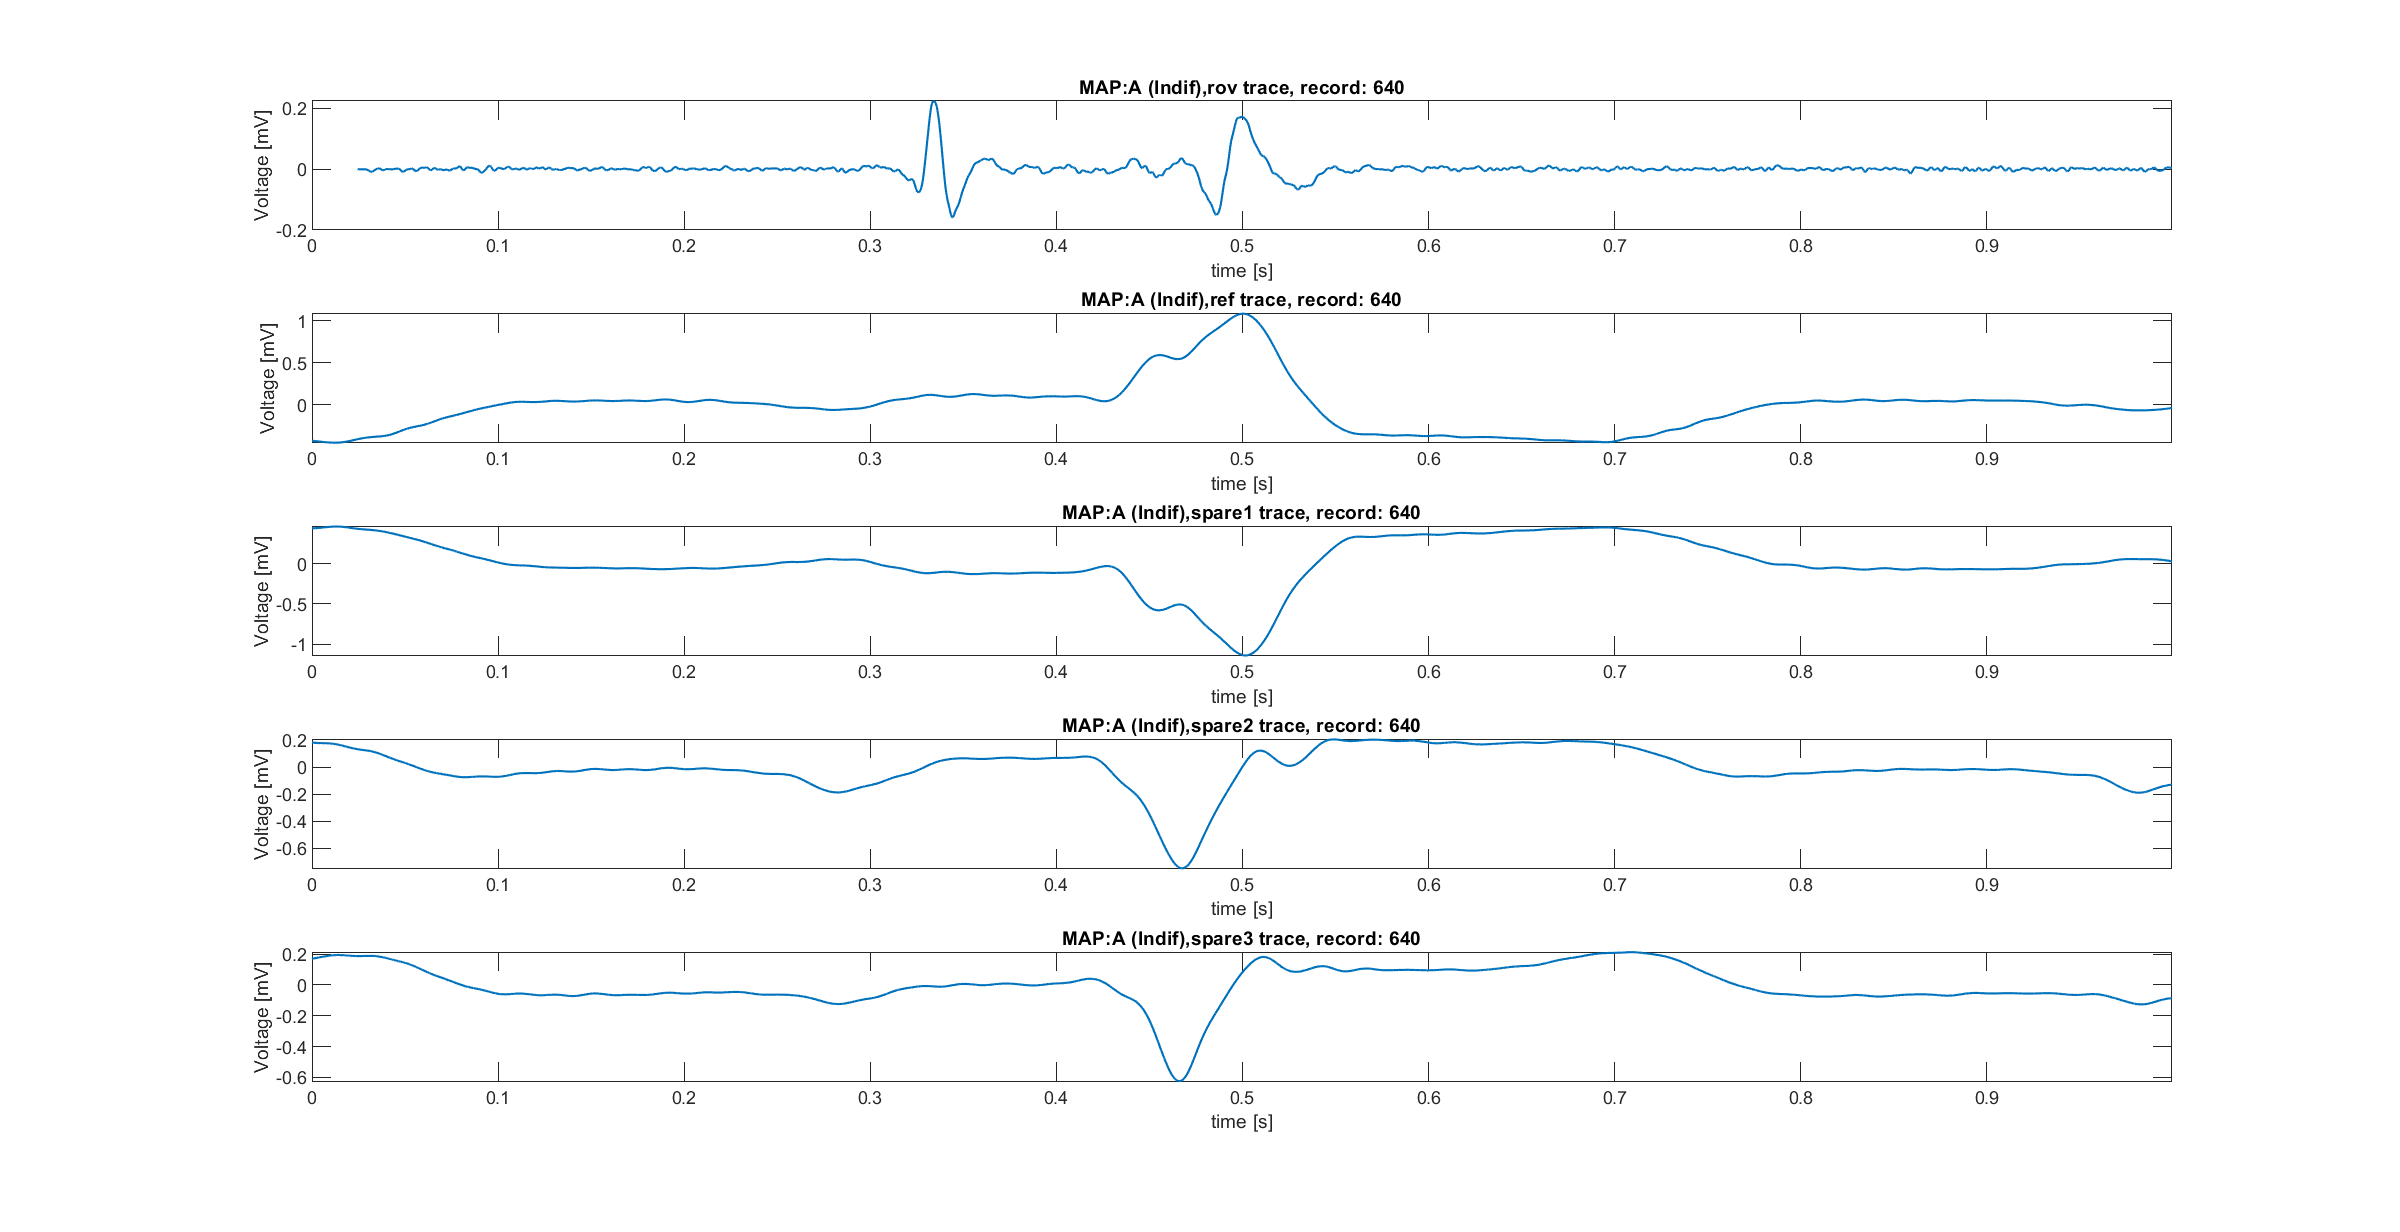 MAP:A (Indif),rov trace, record: 640
Voltage [mV]
0.2
0
-0.2
0 0.1 0.2 0.3 0.4 0.5 0.6 0.7 0.8 0.9
time [s]
MAP:A (Indif),ref trace, record: 640
Voltage [mV]
1
0.5
0
0 0.1 0.2 0.3 0.4 0.5 0.6 0.7 0.8 0.9
time [s]
MAP:A (Indif),spare1 trace, record: 640
Voltage [mV]
0
-0.5
-1
0 0.1 0.2 0.3 0.4 0.5 0.6 0.7 0.8 0.9
time [s]
MAP:A (Indif),spare2 trace, record: 640
Voltage [mV]
0.2
0
-0.2
-0.4
-0.6
0 0.1 0.2 0.3 0.4 0.5 0.6 0.7 0.8 0.9
time [s]
MAP:A (Indif),spare3 trace, record: 640
Voltage [mV]
0.2
0
-0.2
-0.4
-0.6
0 0.1 0.2 0.3 0.4 0.5 0.6 0.7 0.8 0.9
time [s]